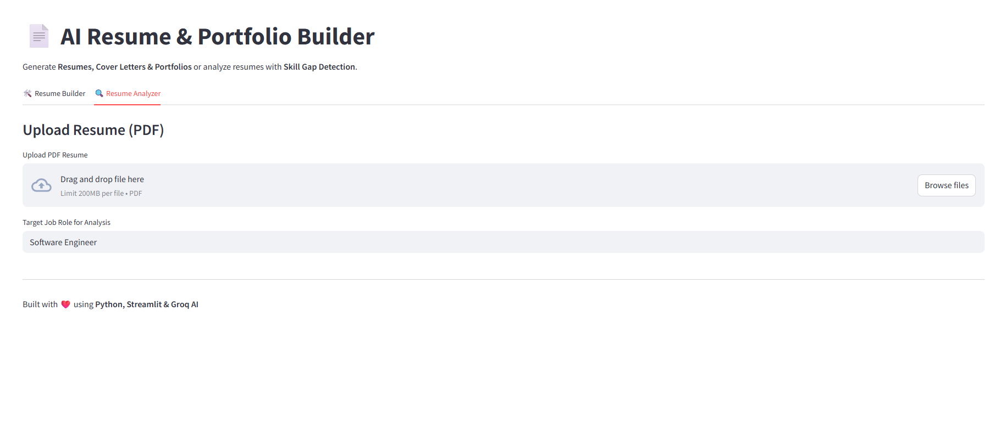 AI Resume & Portfolio Builder
Generate Resumes, Cover Letters & Portfolios or analyze resumes with Skill Gap Detection.
Resume Builder
Resume Analyzer
Upload Resume (PDF)
Upload PDF Resume
Drag and drop file here
Limit 200MB per file • PDF
Browse files
Target Job Role for Analysis
Software Engineer
Built with ❤️ using Python, Streamlit & Groq AI